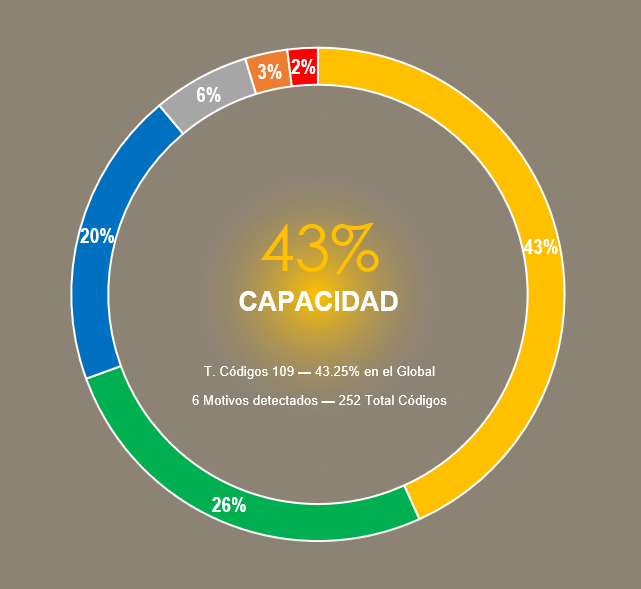 2%
3%
6%
43%
CAPACIDAD
20%
43%
T. Códigos 109 — 43.25% en el Global
6 Motivos detectados — 252 Total Códigos
26%